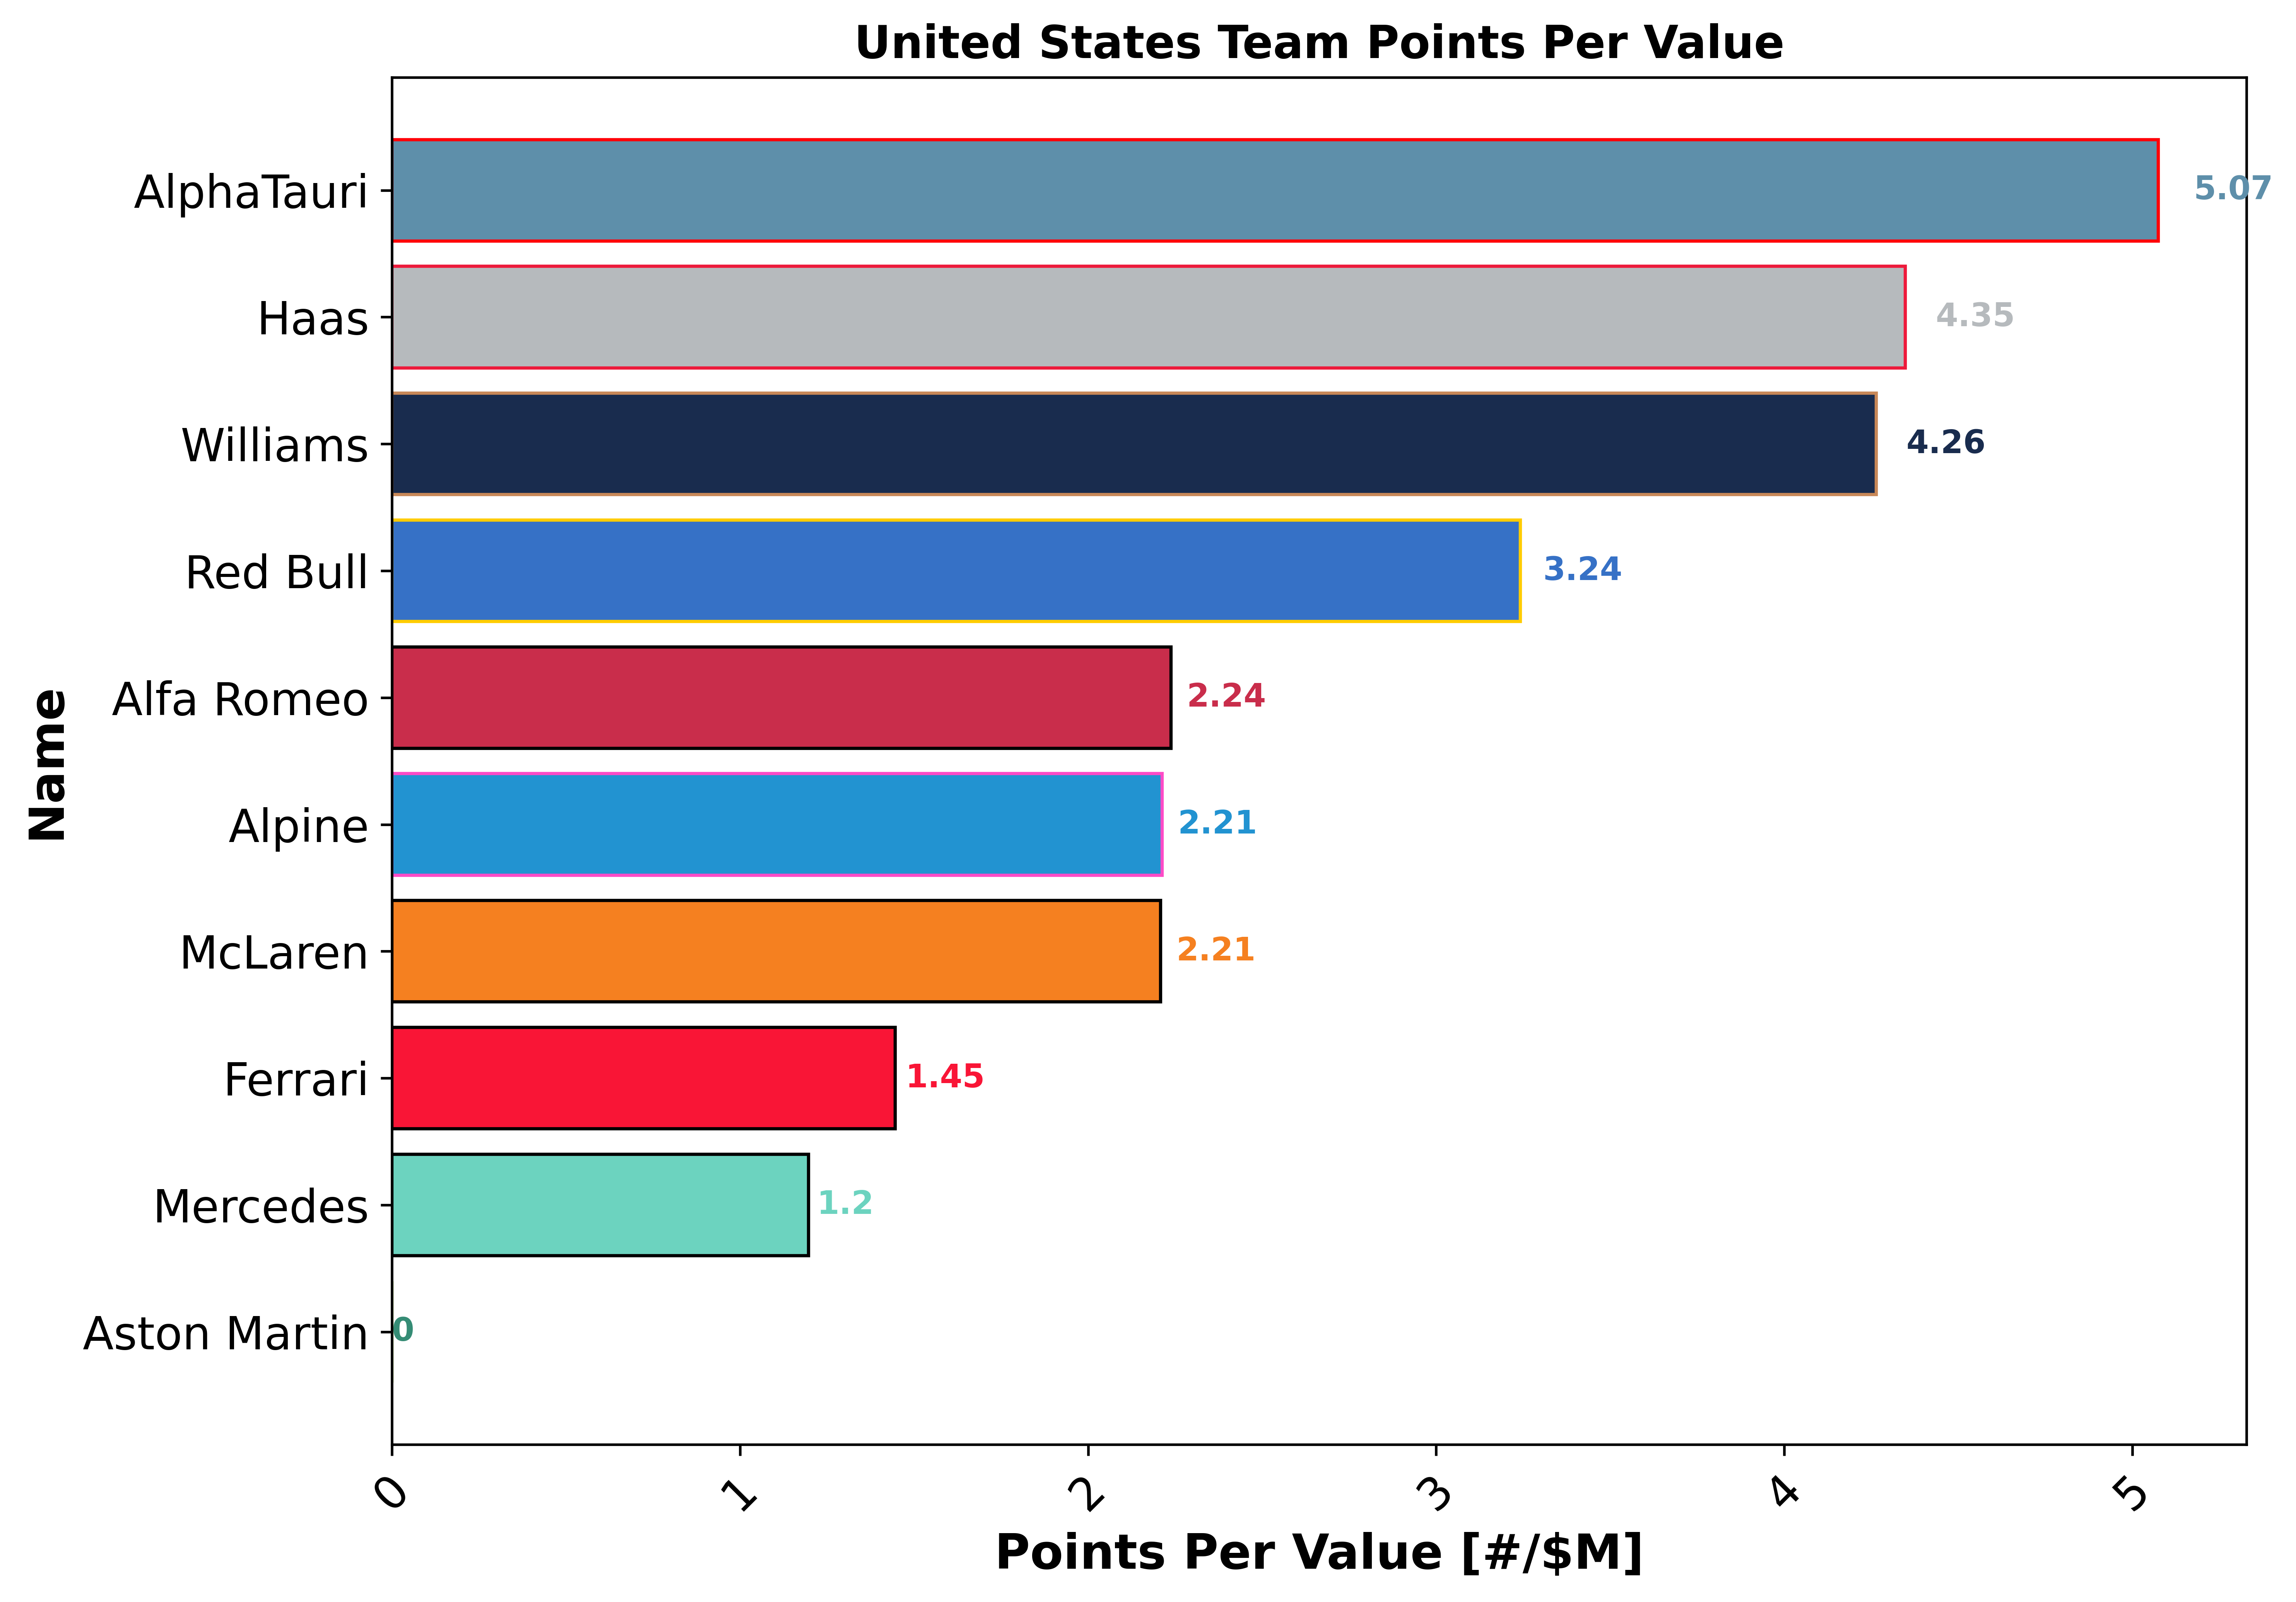 United States Team Points Per Value
AlphaTauri 5.07
Haas 4.35
Williams 4.26
Red Bull 3.24
Alfa Romeo 2.24
Alpine 2.21
McLaren 2.21
Ferrari 1.45
Mercedes 1.2
Aston Martin 0
Name
0 1 2 3 4 5
Points Per Value [#/$M]